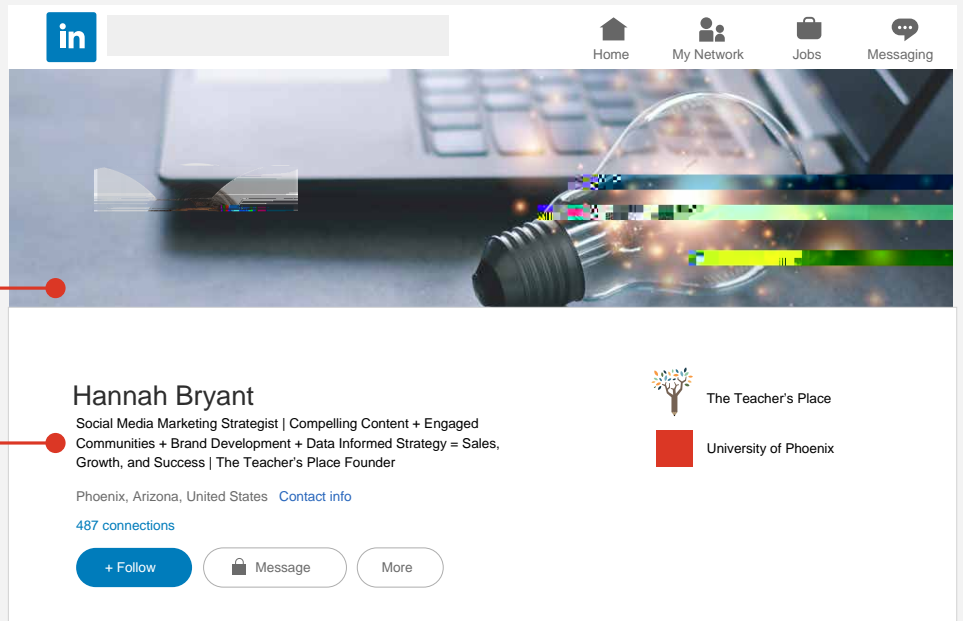 in
Home
My Network
Jobs
Messaging
Hannah Bryant
Social Media Marketing Strategist | Compelling Content + Engaged
Communities + Brand Development + Data Informed Strategy = Sales,
Growth, and Success | The Teacher's Place Founder
Phoenix, Arizona, United States Contact info
487 connections
+ Follow
Message
More
The Teacher's Place
University of Phoenix